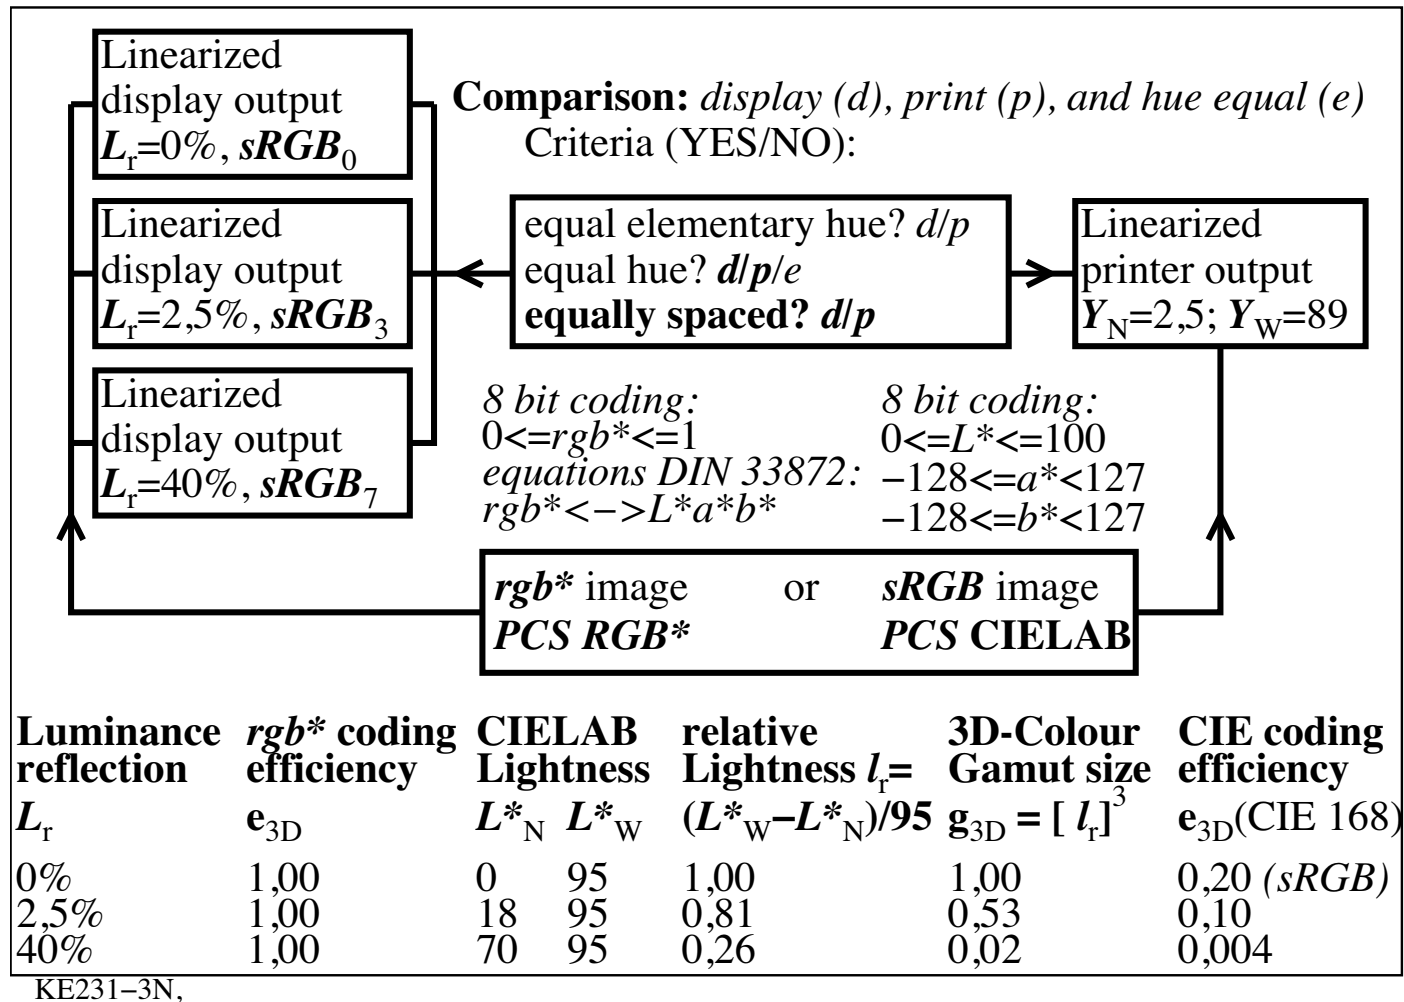 Linearized
display output
Lr=0%, sRGB0
Comparison: display (d), print (p), and hue equal (e)
Criteria (YES/NO):
Linearized
display output
Lr=2,5%, sRGB3
equal elementary hue? d/p
equal hue? d/p/e
equally spaced? d/p
Linearized
printer output
YN=2,5; YW=89
Linearized
display output
Lr=40%, sRGB7
8 bit coding:
0<=rgb*<=1
equations DIN 33872:
rgb*<−>L*a*b*
8 bit coding:
0<=L*<=100
−128<=a*<127
−128<=b*<127
rgb* image or sRGB image
PCS RGB* PCS CIELAB
Luminance rgb* coding CIELAB relative 3D-Colour CIE coding
reflection efficiency Lightness Lightness lr= Gamut size efficiency
Lr e3D L*N L*W (L*W−L*N)/95 g3D = [ lr]3 e3D(CIE 168)
0% 1,00 0 95 1,00 1,00 0,20 (sRGB)
2,5% 1,00 18 95 0,81 0,53 0,10
40% 1,00 70 95 0,26 0,02 0,004
KE231−3N,